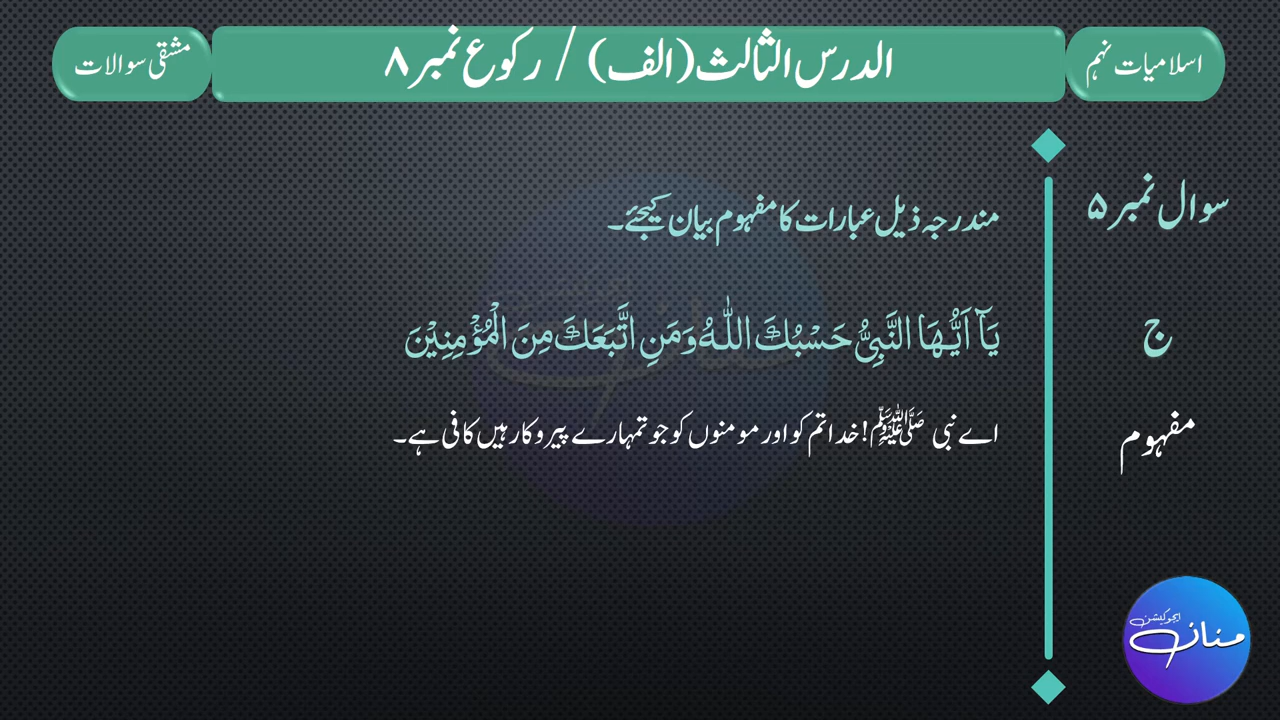 اسلامیات نہم
الدرس الثالث (الف) / رکوع نمبر ۸
مشقی سوالات
سوال نمبر ۵
مندرجہ ذیل عبارات کا مفہوم بیان کیجئے۔
ج
يَآ اَيُّهَا النَّبِيُّ حَسْبُكَ اللّٰهُ وَمَنِ اتَّبَعَكَ مِنَ الْمُؤْمِنِيْنَ
مفہوم
اے نبی ﷺ! خدا تم کو اور مومنوں کو جو تمہارے پیروکار ہیں کافی ہے۔
ایجوکیشن
منان